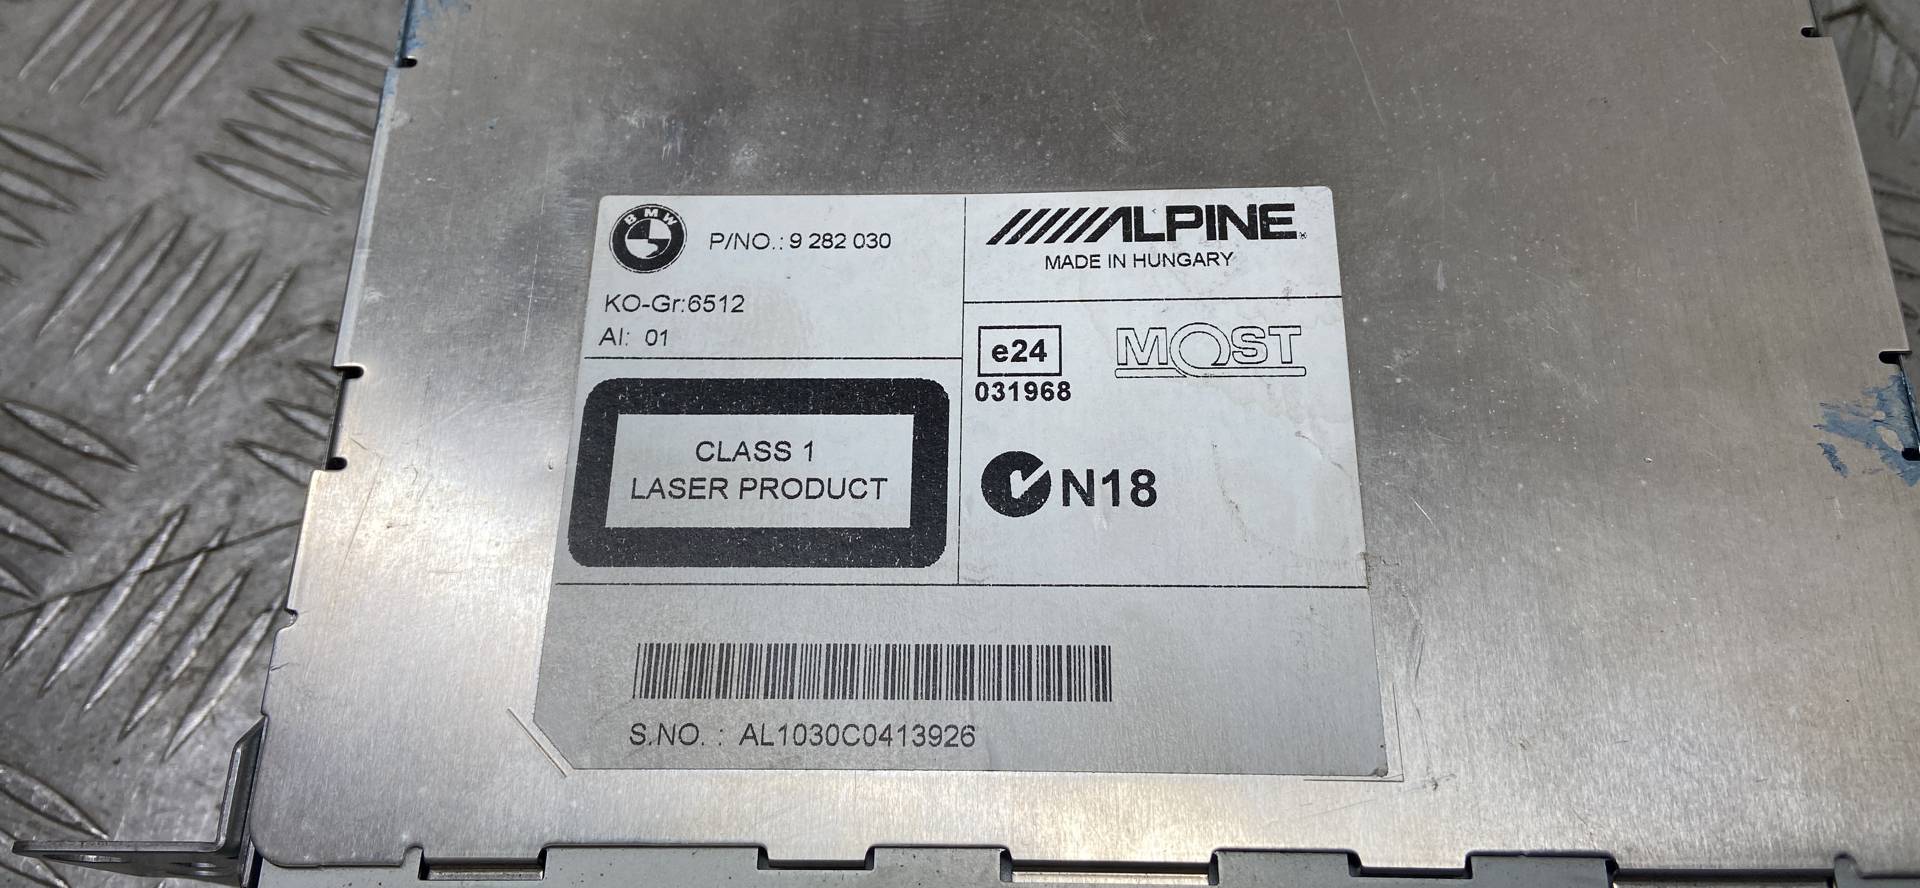 BMW
P/NO.: 9 282 030
KO-Gr:6512
AI: 01
ALPINE
MADE IN HUNGARY
e24
031968
MOST
CLASS 1
LASER PRODUCT
N18
S.NO. : AL1030C0413926